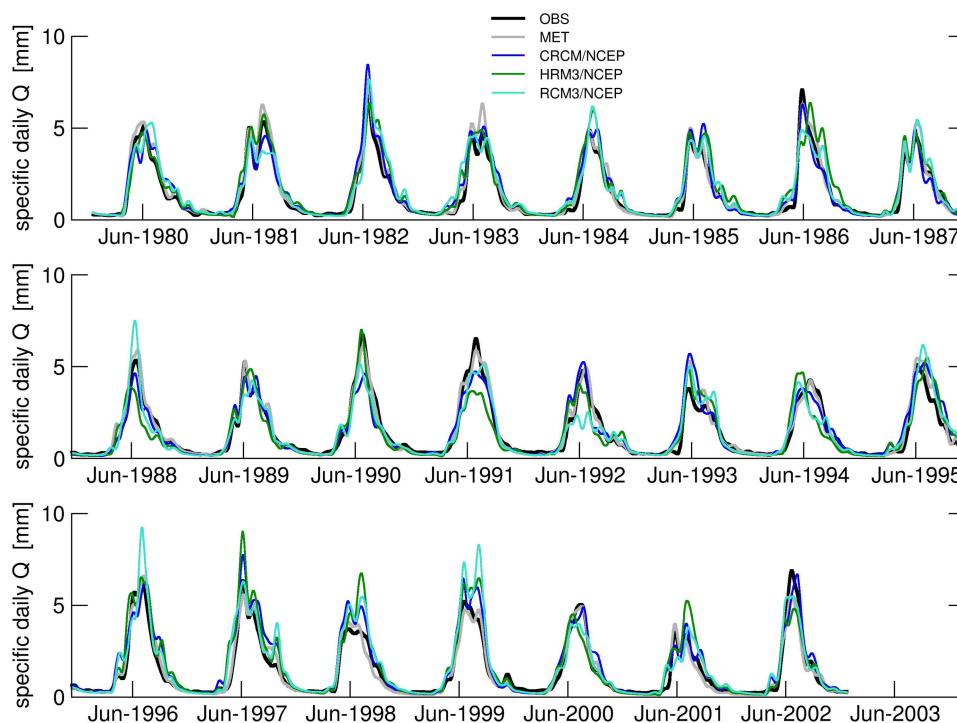 OBS
MET
CRCM/NCEP
HRM3/NCEP
RCM3/NCEP
specific daily Q [mm]
10
5
0
Jun-1980 Jun-1981 Jun-1982 Jun-1983 Jun-1984 Jun-1985 Jun-1986 Jun-1987
specific daily Q [mm]
10
5
0
Jun-1988 Jun-1989 Jun-1990 Jun-1991 Jun-1992 Jun-1993 Jun-1994 Jun-1995
specific daily Q [mm]
10
5
0
Jun-1996 Jun-1997 Jun-1998 Jun-1999 Jun-2000 Jun-2001 Jun-2002 Jun-2003